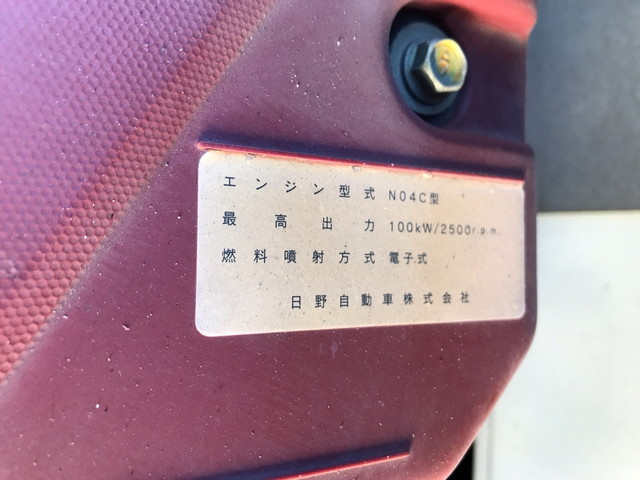 エンジン型式 N04C型
最高出力 100kW/2500r.p.m.
燃料噴射方式 電子式
日野自動車株式会社